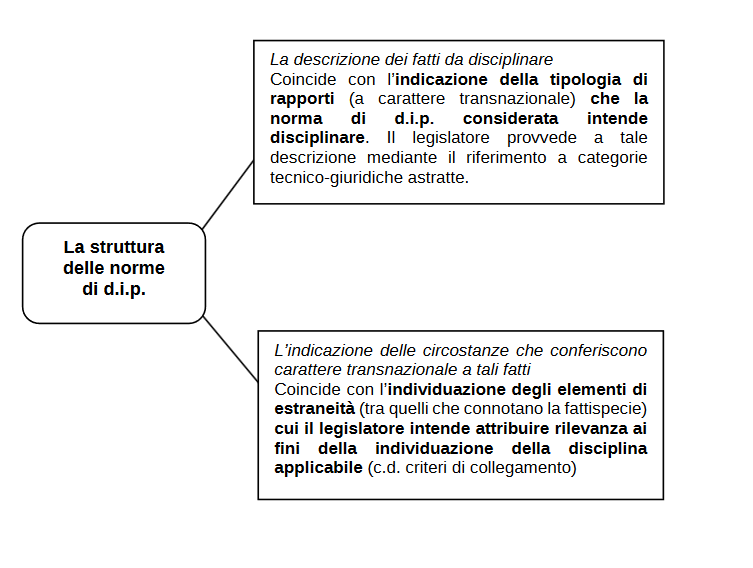 La descrizione dei fatti da disciplinare
Coincide con l’indicazione della tipologia di
rapporti (a carattere transnazionale) che la
norma di d.i.p. considerata intende
disciplinare. Il legislatore provvede a tale
descrizione mediante il riferimento a categorie
tecnico-giuridiche astratte.
La struttura
delle norme
di d.i.p.
L’indicazione delle circostanze che conferiscono
carattere transnazionale a tali fatti
Coincide con l’individuazione degli elementi di
estraneità (tra quelli che connotano la fattispecie)
cui il legislatore intende attribuire rilevanza ai
fini della individuazione della disciplina
applicabile (c.d. criteri di collegamento)